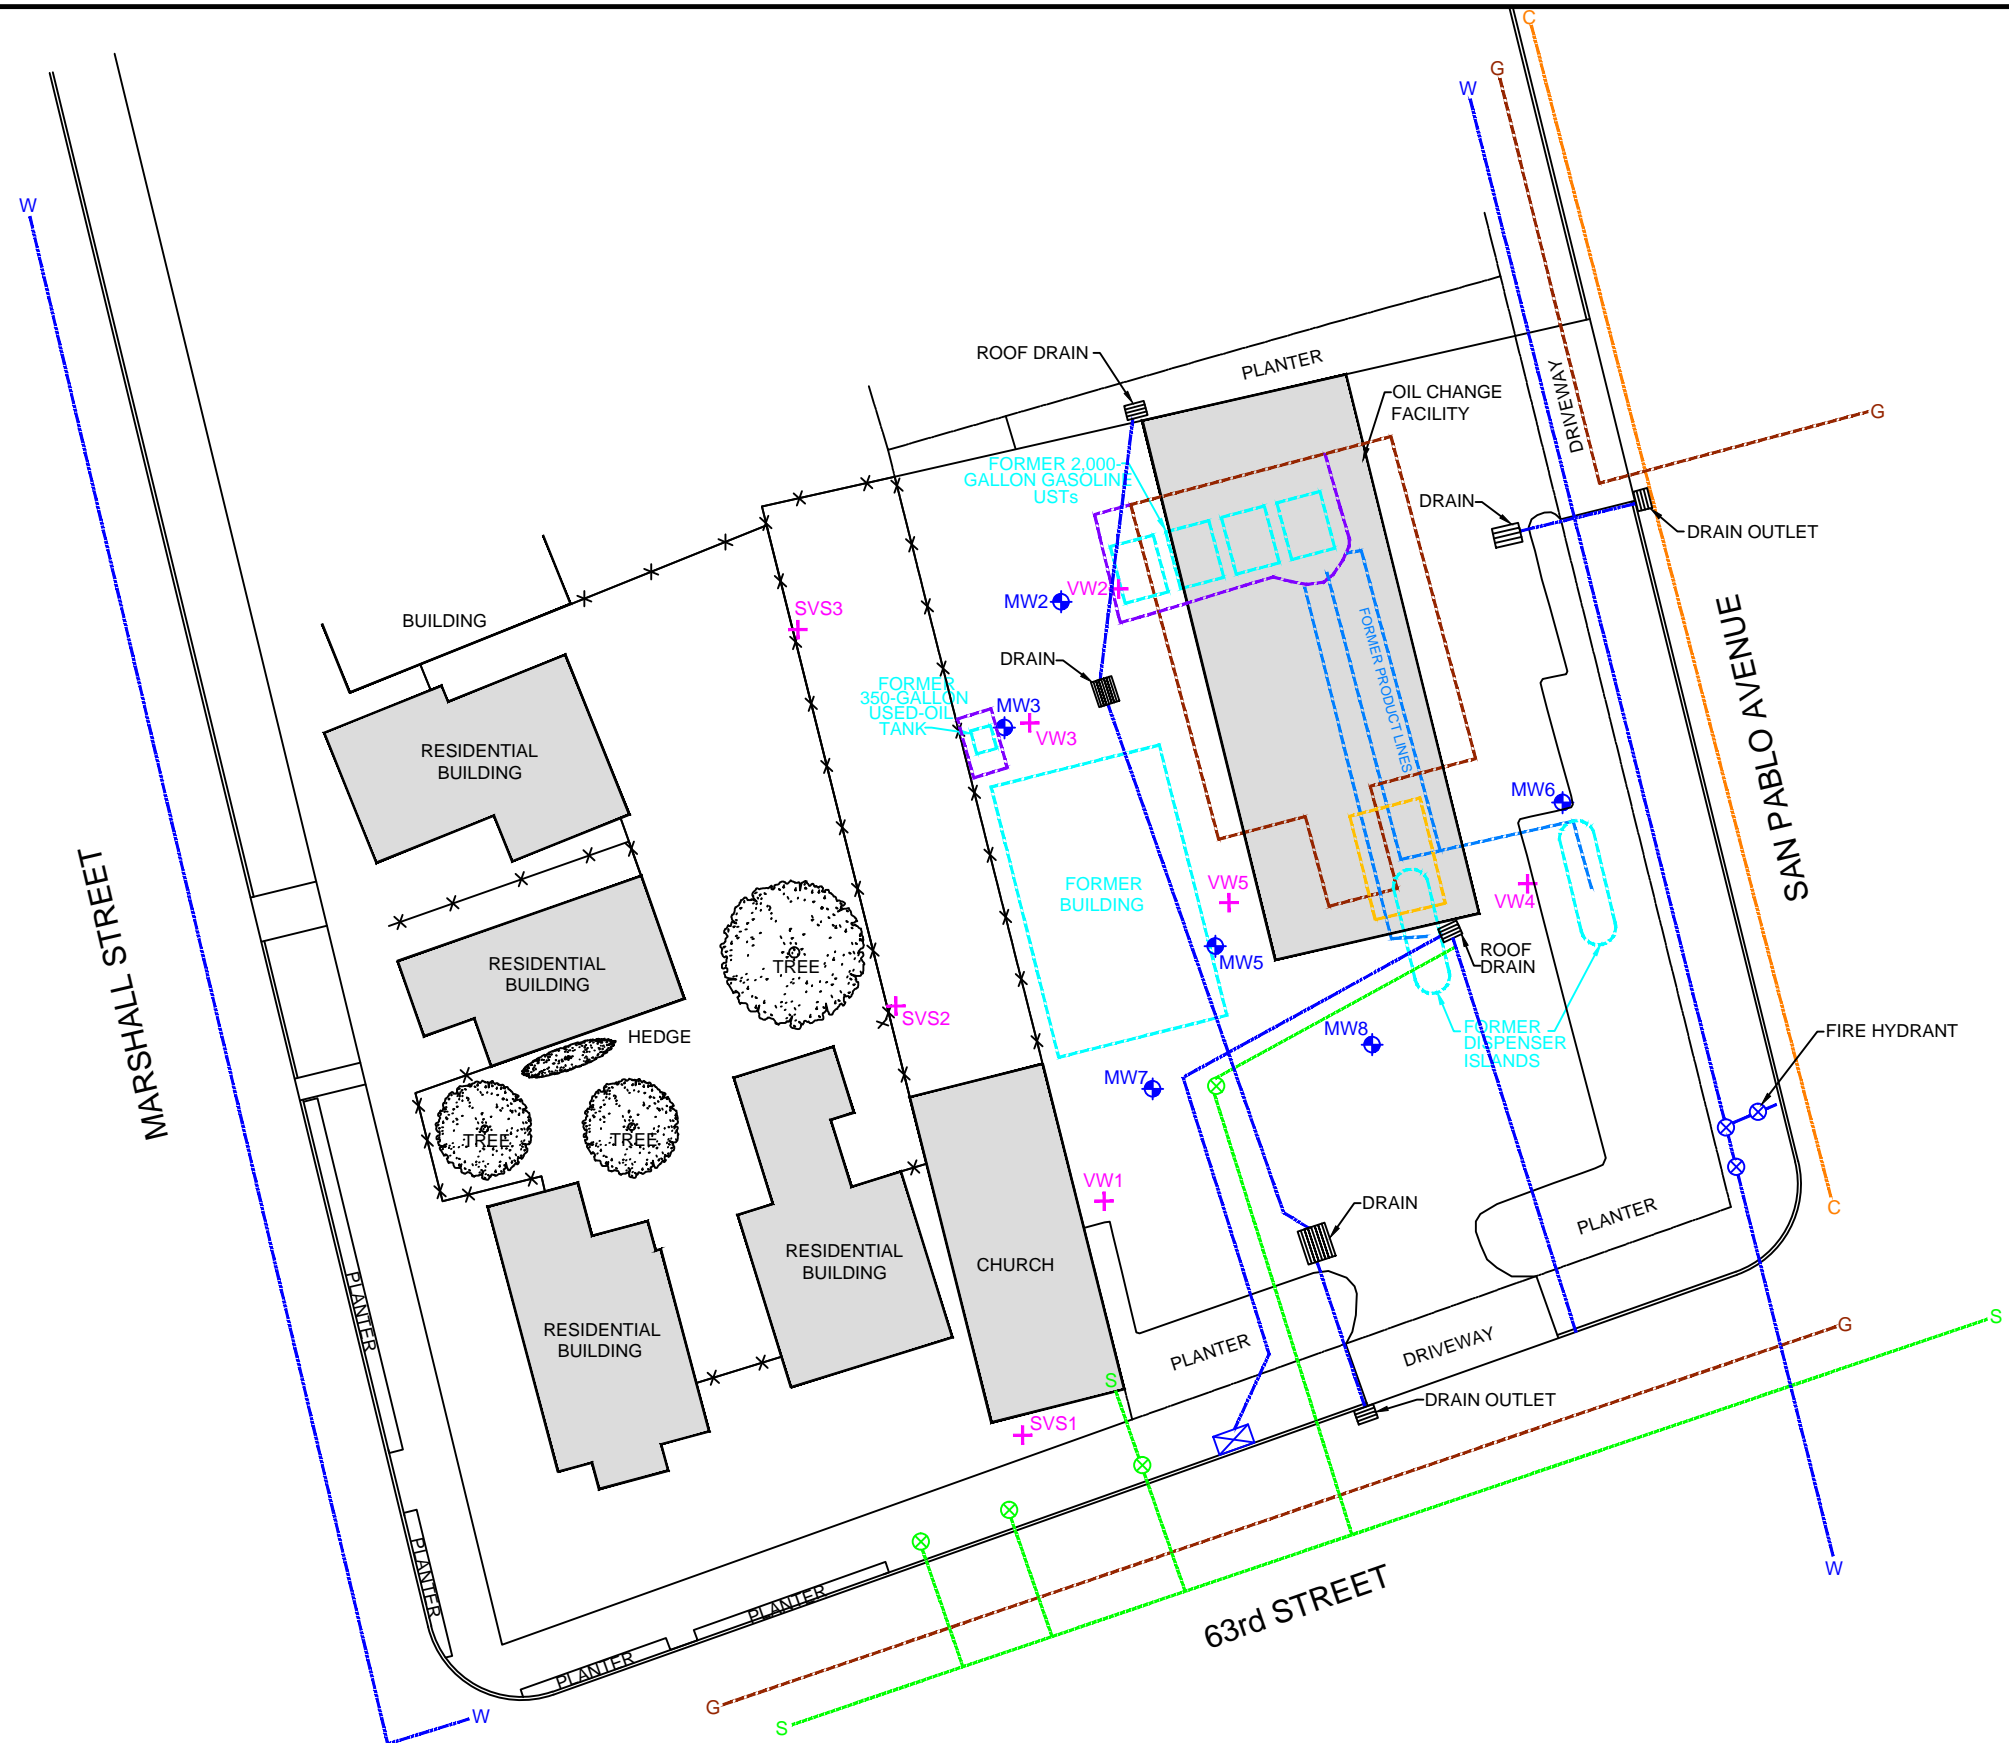 C
G
W
W
ROOF DRAIN
PLANTER
DRIVEWAY
OIL CHANGE
FACILITY
G
FORMER 2,000-
GALLON GASOLINE
USTs
DRAIN
DRAIN OUTLET
VW2
MW2
SVS3
BUILDING
FORMER PRODUCT LINES
SAN PABLO AVENUE
DRAIN
FORMER
350-GALLON
USED-OIL
TANK
MW3
VW3
RESIDENTIAL
BUILDING
MW6
MARSHALL STREET
FORMER
BUILDING
VW5
VW4
RESIDENTIAL
BUILDING
TREE
MW5
ROOF
DRAIN
SVS2
HEDGE
MW8
FORMER
DISPENSER
ISLANDS
FIRE HYDRANT
MW7
TREE
TREE
VW1
DRAIN
C
PLANTER
RESIDENTIAL
BUILDING
CHURCH
PLANTER
RESIDENTIAL
BUILDING
PLANTER
DRIVEWAY
G
S
S
DRAIN OUTLET
SVS1
PLANTER
PLANTER
PLANTER
63rd STREET
W
G
S
W